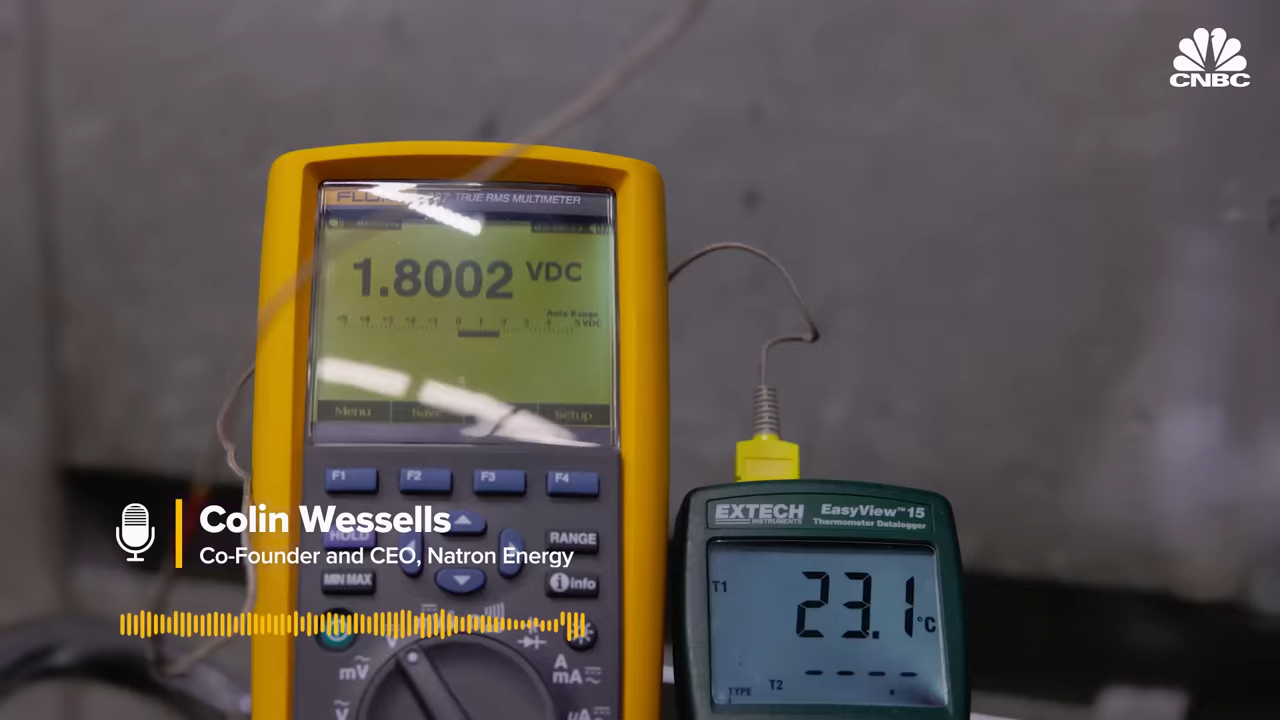 CNBC
TRUE RMS MULTIMETER
1.8002 VDC
Auto Range
5 VDC
Menu
Setup
F1 F2 F3 F4
HOLD
RANGE
MIN MAX
i Info
mV
V
A
mA
µA
Colin Wessells
Co-Founder and CEO, Natron Energy
EXTECH
INSTRUMENTS
EasyView™ 15
Thermometer Datalogger
T1
23.1 °C
T2 - - - -
TYPE